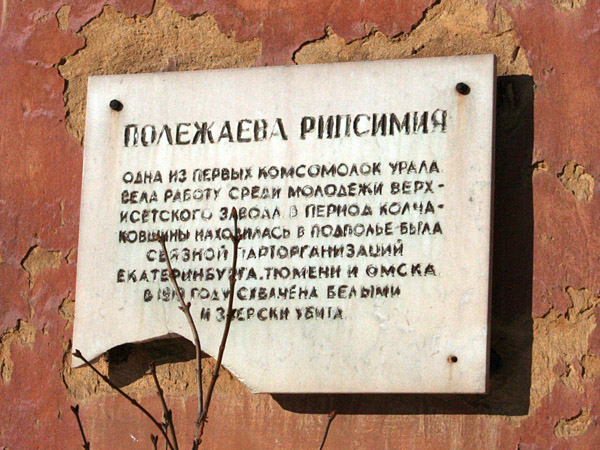 ПОЛЕЖАЕВА РИПСИМИЯ
ОДНА ИЗ ПЕРВЫХ КОМСОМОЛОК УРАЛА
ВЕЛА РАБОТУ СРЕДИ МОЛОДЕЖИ ВЕРХ-
ИСЕТСКОГО ЗАВОДА. В ПЕРИОД КОЛЧА-
КОВЩИНЫ НАХОДИЛАСЬ В ПОДПОЛЬЕ БЫЛА
СВЯЗНОЙ ПАРТОРГАНИЗАЦИЙ
ЕКАТЕРИНБУРГА, ТЮМЕНИ И ОМСКА
В 1919 ГОДУ СХВАЧЕНА БЕЛЫМИ
И ЗВЕРСКИ УБИТА